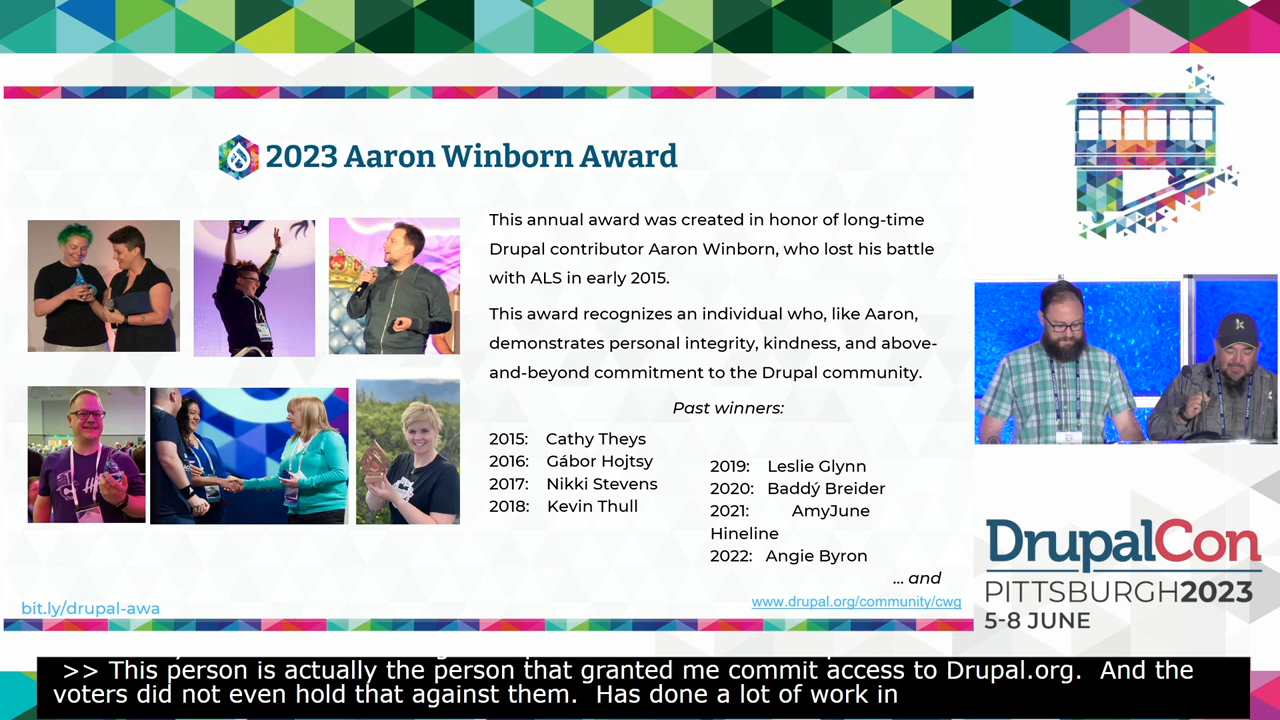 2023 Aaron Winborn Award
This annual award was created in honor of long-time
Drupal contributor Aaron Winborn, who lost his battle
with ALS in early 2015.
This award recognizes an individual who, like Aaron,
demonstrates personal integrity, kindness, and above-
and-beyond commitment to the Drupal community.
Past winners:
2015: Cathy Theys
2016: Gábor Hojtsy
2017: Nikki Stevens
2018: Kevin Thull
2019: Leslie Glynn
2020: Baddý Breider
2021: AmyJune
Hineline
2022: Angie Byron
... and
bit.ly/drupal-awa
www.drupal.org/community/cwg
DrupalCon
PITTSBURGH2023
5-8 JUNE
>> This person is actually the person that granted me commit access to Drupal.org. And the
voters did not even hold that against them. Has done a lot of work in